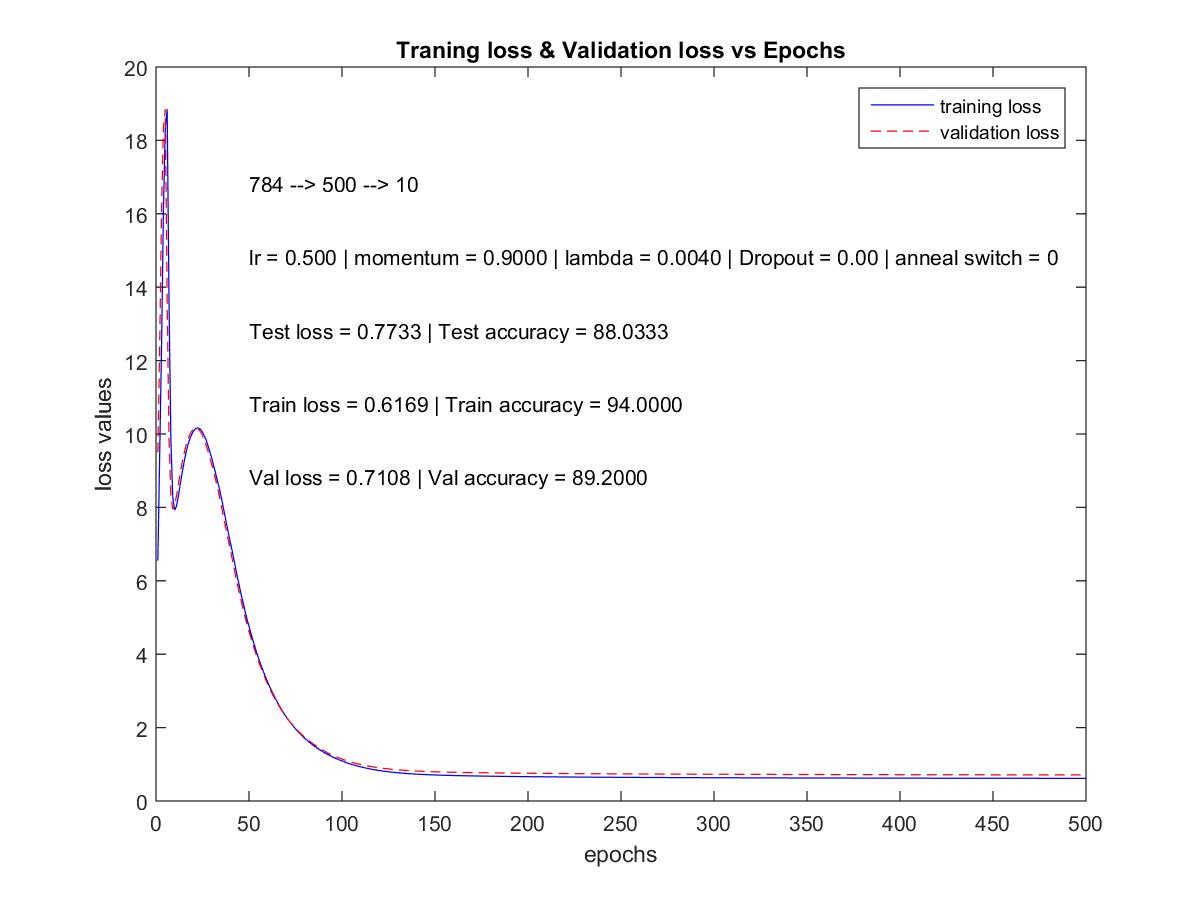 Traning loss & Validation loss vs Epochs
20
18
16
14
12
10
8
6
4
2
0
loss values
training loss
validation loss
784 --> 500 --> 10
lr = 0.500 | momentum = 0.9000 | lambda = 0.0040 | Dropout = 0.00 | anneal switch = 0
Test loss = 0.7733 | Test accuracy = 88.0333
Train loss = 0.6169 | Train accuracy = 94.0000
Val loss = 0.7108 | Val accuracy = 89.2000
0 50 100 150 200 250 300 350 400 450 500
epochs